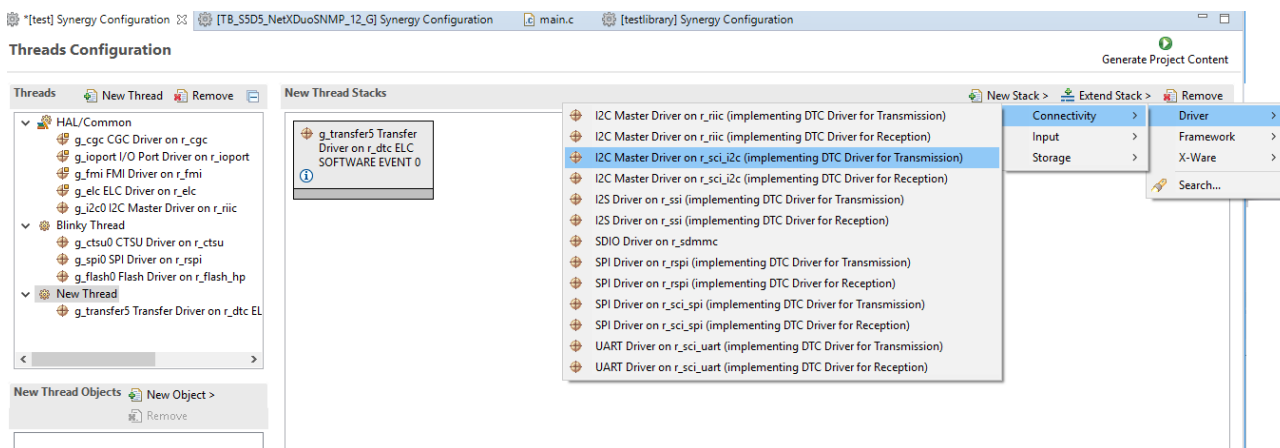 *[test] Synergy Configuration
[TB_S5D5_NetXDuoSNMP_12_G] Synergy Configuration
main.c
[testlibrary] Synergy Configuration
Threads Configuration
Generate Project Content
Threads
New Thread
Remove
HAL/Common
g_cgc CGC Driver on r_cgc
g_ioport I/O Port Driver on r_ioport
g_fmi FMI Driver on r_fmi
g_elc ELC Driver on r_elc
g_i2c0 I2C Master Driver on r_riic
Blinky Thread
g_ctsu0 CTSU Driver on r_ctsu
g_spi0 SPI Driver on r_rspi
g_flash0 Flash Driver on r_flash_hp
New Thread
g_transfer5 Transfer Driver on r_dtc EL
New Thread Objects
New Object >
Remove
New Thread Stacks
New Stack >
Extend Stack >
Remove
g_transfer5 Transfer
Driver on r_dtc ELC
SOFTWARE EVENT 0
I2C Master Driver on r_riic (implementing DTC Driver for Transmission)
I2C Master Driver on r_riic (implementing DTC Driver for Reception)
I2C Master Driver on r_sci_i2c (implementing DTC Driver for Transmission)
I2C Master Driver on r_sci_i2c (implementing DTC Driver for Reception)
I2S Driver on r_ssi (implementing DTC Driver for Transmission)
I2S Driver on r_ssi (implementing DTC Driver for Reception)
SDIO Driver on r_sdmmc
SPI Driver on r_rspi (implementing DTC Driver for Transmission)
SPI Driver on r_rspi (implementing DTC Driver for Reception)
SPI Driver on r_sci_spi (implementing DTC Driver for Transmission)
SPI Driver on r_sci_spi (implementing DTC Driver for Reception)
UART Driver on r_sci_uart (implementing DTC Driver for Transmission)
UART Driver on r_sci_uart (implementing DTC Driver for Reception)
Connectivity >
Input >
Storage >
Driver >
Framework >
X-Ware >
Search...